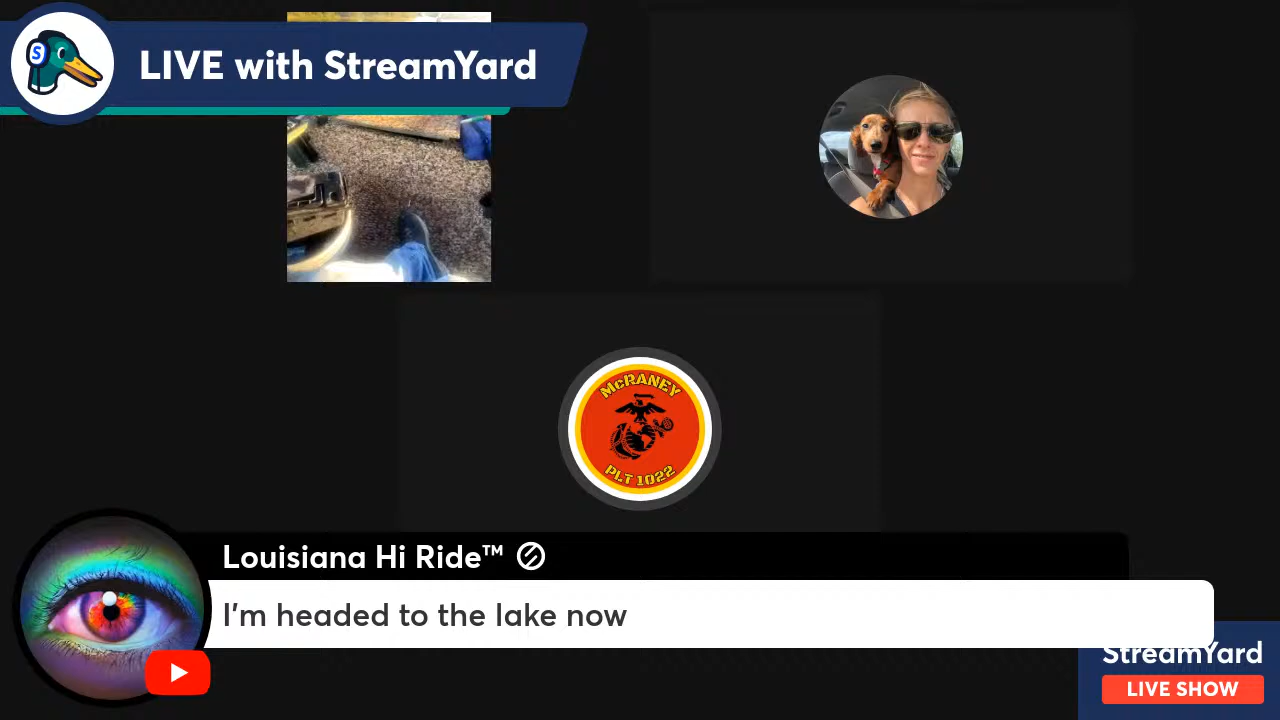 S
LIVE with StreamYard
McRANEY
PLT 1022
Louisiana Hi Ride™
I'm headed to the lake now
StreamYard
LIVE SHOW